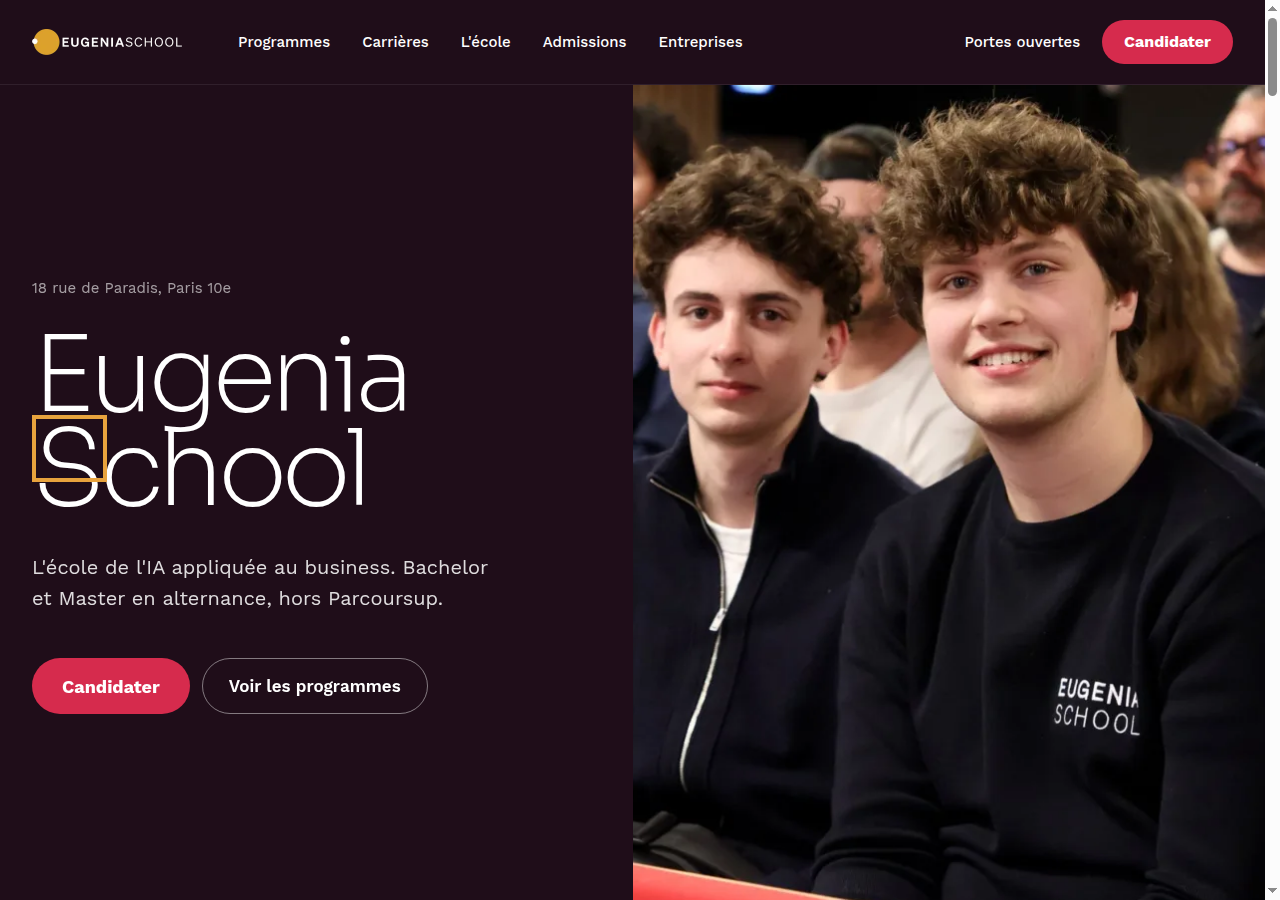 EUGENIASCHOOL
Programmes
Carrières
L'école
Admissions
Entreprises
Portes ouvertes
Candidater
18 rue de Paradis, Paris 10e
Eugenia
School
L'école de l'IA appliquée au business. Bachelor
et Master en alternance, hors Parcoursup.
Candidater
Voir les programmes
EUGENIA
SCHOOL